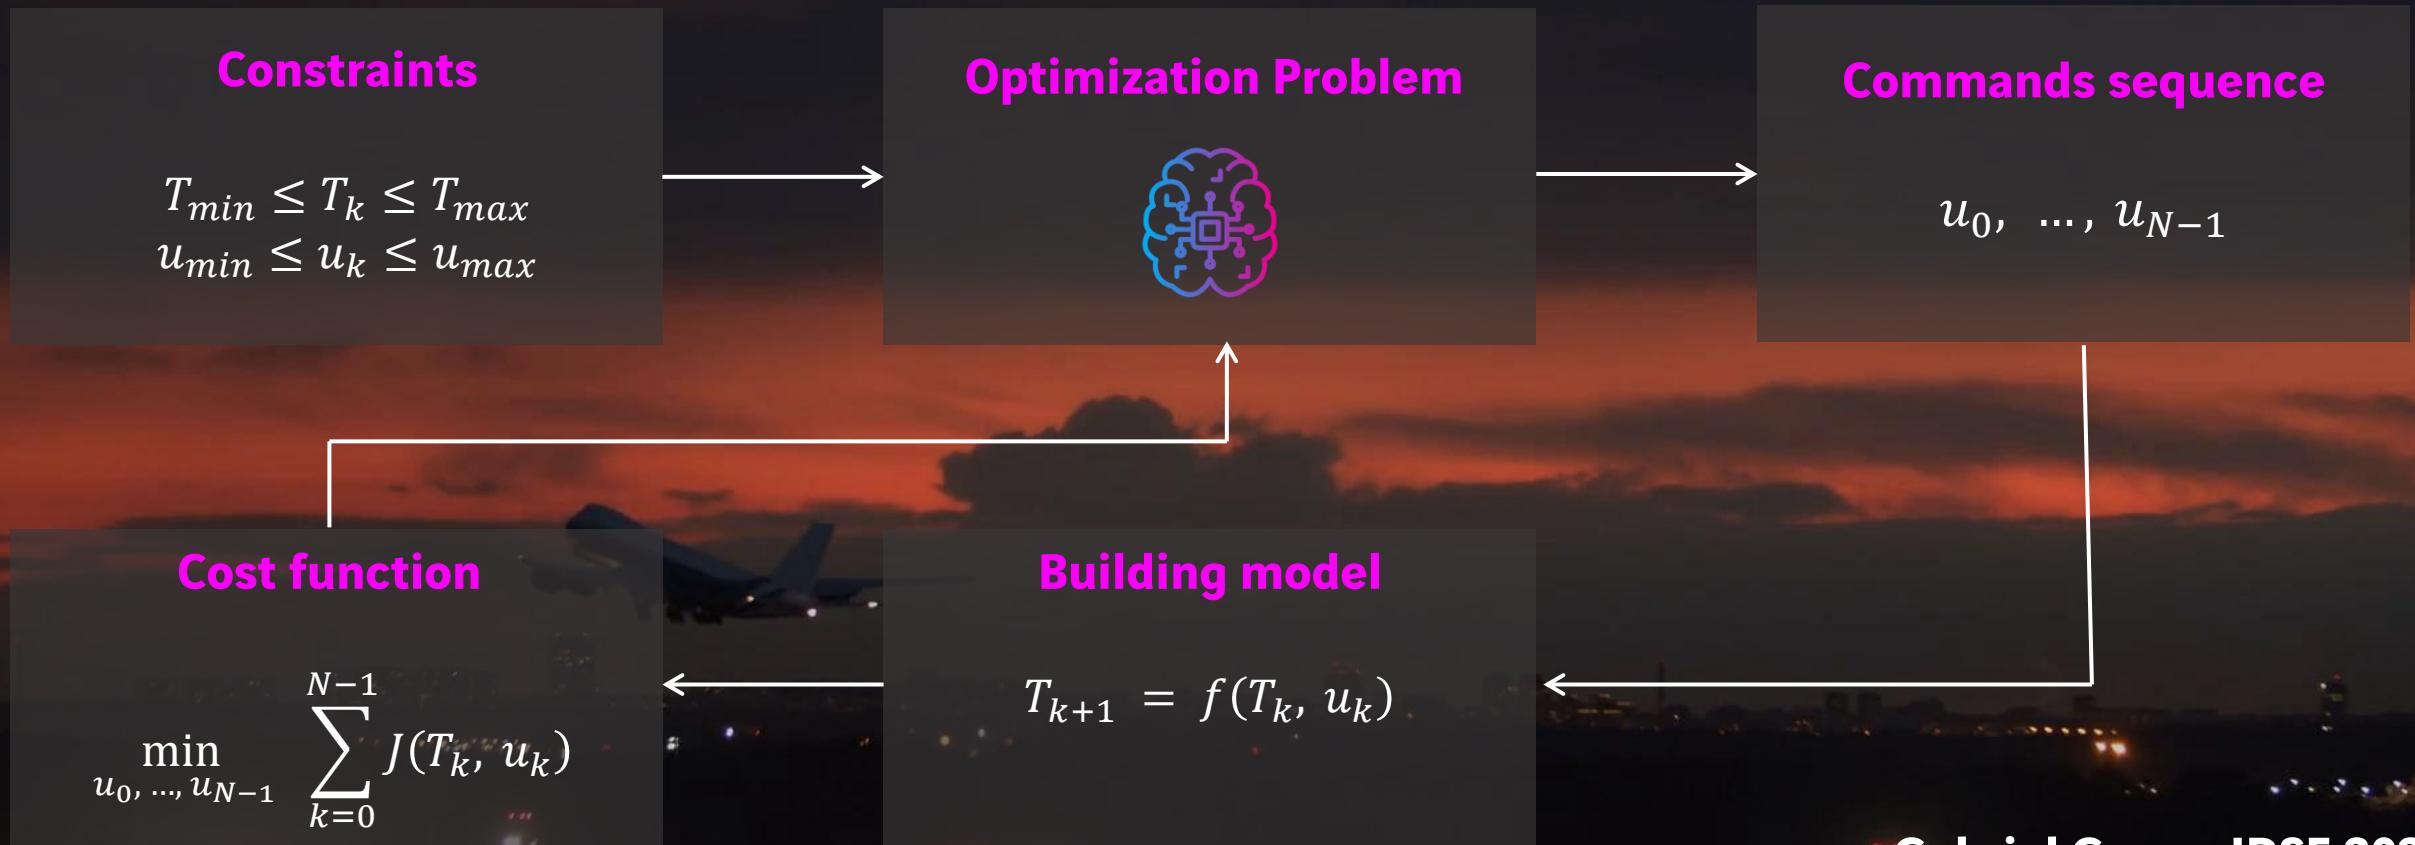 Constraints
T_min ≤ T_k ≤ T_max
u_min ≤ u_k ≤ u_max
Optimization Problem
Commands sequence
u_0, …, u_{N−1}
Cost function
min_{u_0, …, u_{N−1}} ∑_{k=0}^{N−1} J(T_k, u_k)
Building model
T_{k+1} = f(T_k, u_k)